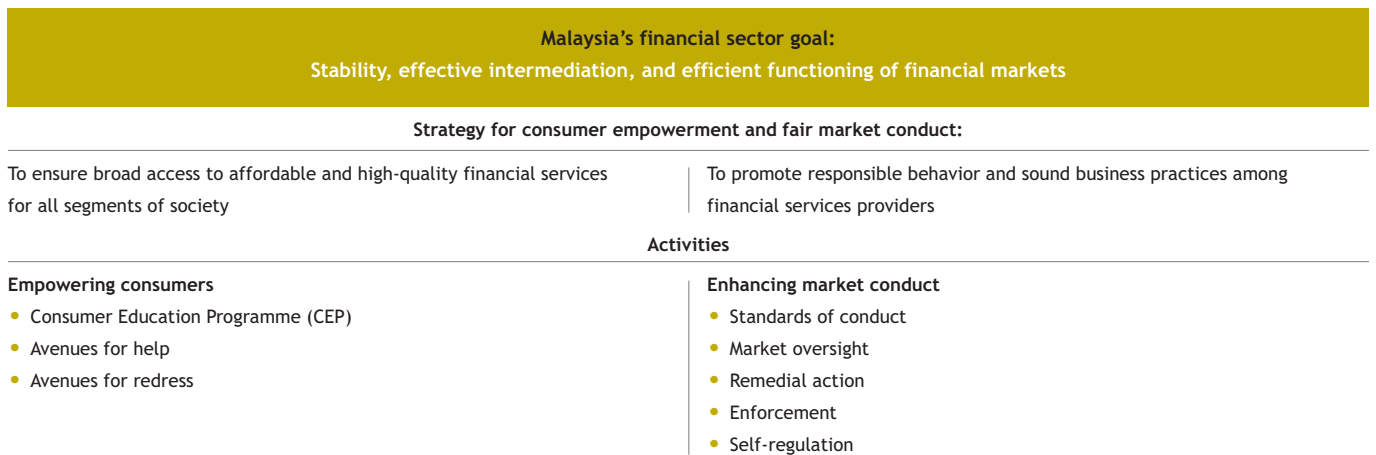 Malaysia's financial sector goal:
Stability, effective intermediation, and efficient functioning of financial markets
Strategy for consumer empowerment and fair market conduct:
To ensure broad access to affordable and high-quality financial services
for all segments of society
To promote responsible behavior and sound business practices among
financial services providers
Activities
Empowering consumers
• Consumer Education Programme (CEP)
• Avenues for help
• Avenues for redress
Enhancing market conduct
• Standards of conduct
• Market oversight
• Remedial action
• Enforcement
• Self-regulation